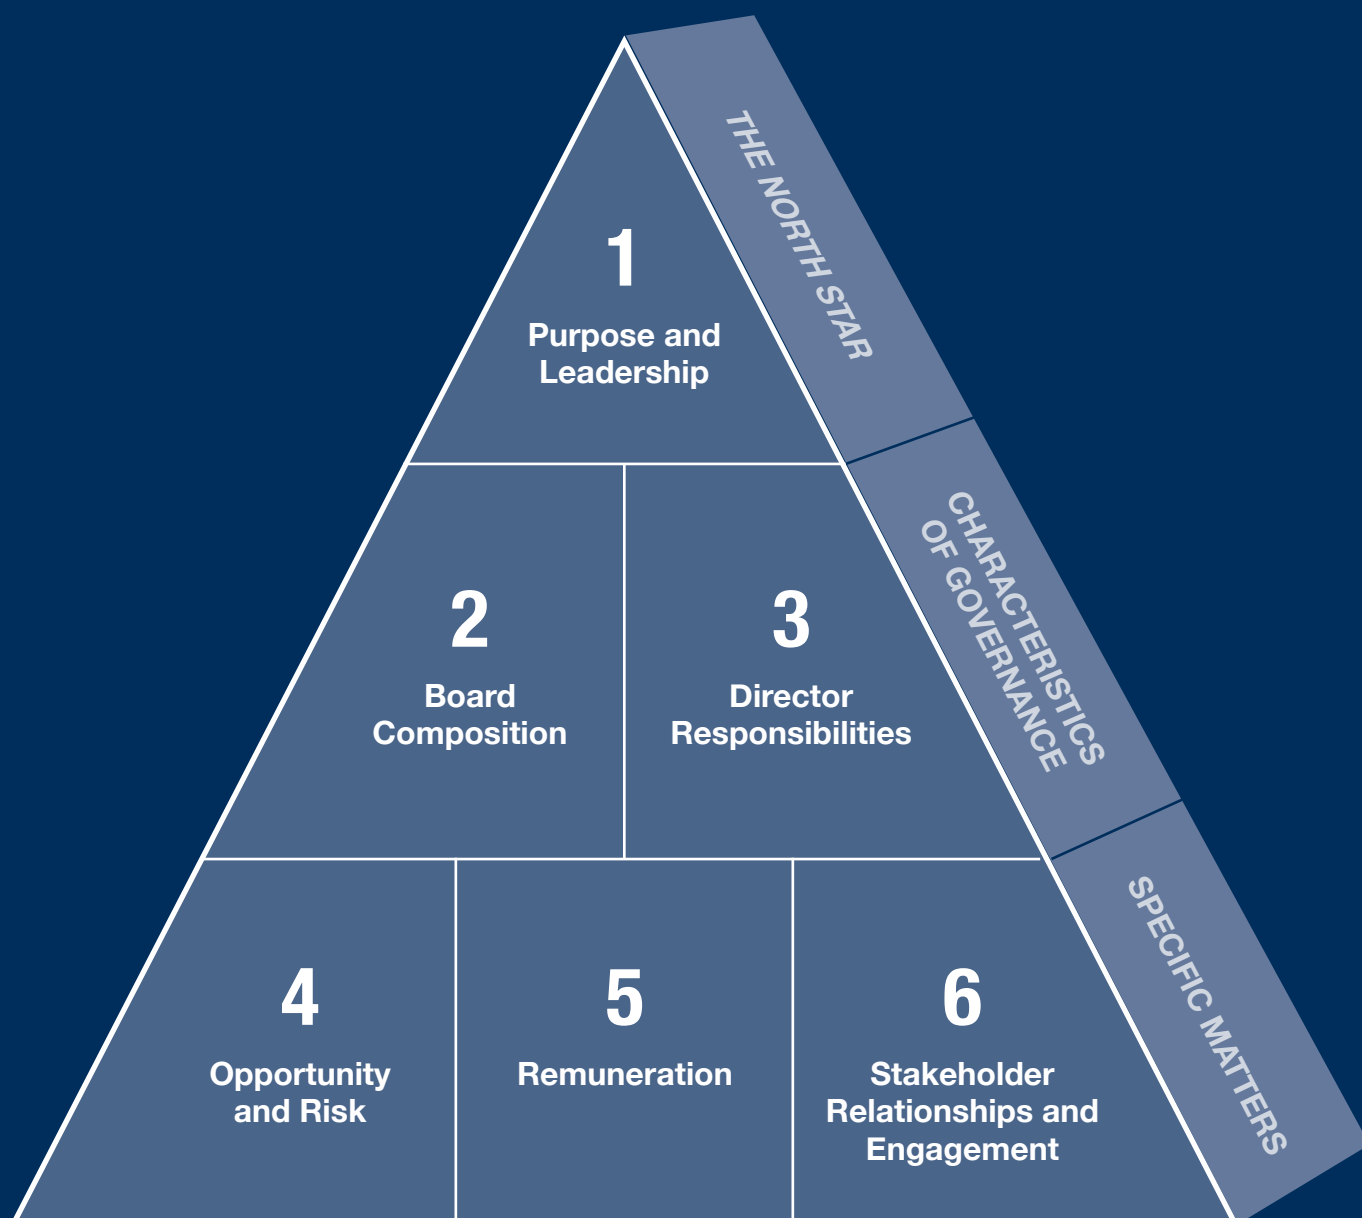 THE NORTH STAR
1
Purpose and
Leadership
CHARACTERISTICS
OF GOVERNANCE
2
Board
Composition
3
Director
Responsibilities
SPECIFIC MATTERS
4
Opportunity
and Risk
5
Remuneration
6
Stakeholder
Relationships and
Engagement